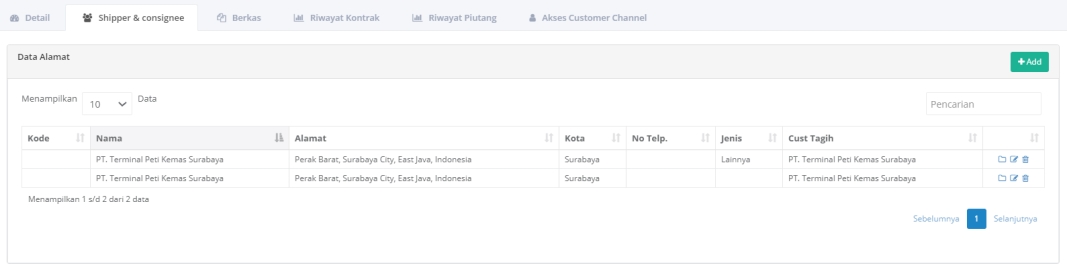 Detail Shipper & consignee Berkas Riwayat Kontrak Riwayat Piutang Akses Customer Channel
Data Alamat
+Add
Menampilkan 10 Data
Pencarian
Kode Nama Alamat Kota No Telp. Jenis Cust Tagih
PT. Terminal Peti Kemas Surabaya Perak Barat, Surabaya City, East Java, Indonesia Surabaya Lainnya PT. Terminal Peti Kemas Surabaya
PT. Terminal Peti Kemas Surabaya Perak Barat, Surabaya City, East Java, Indonesia Surabaya PT. Terminal Peti Kemas Surabaya
Menampilkan 1 s/d 2 dari 2 data
Sebelumnya 1 Selanjutnya